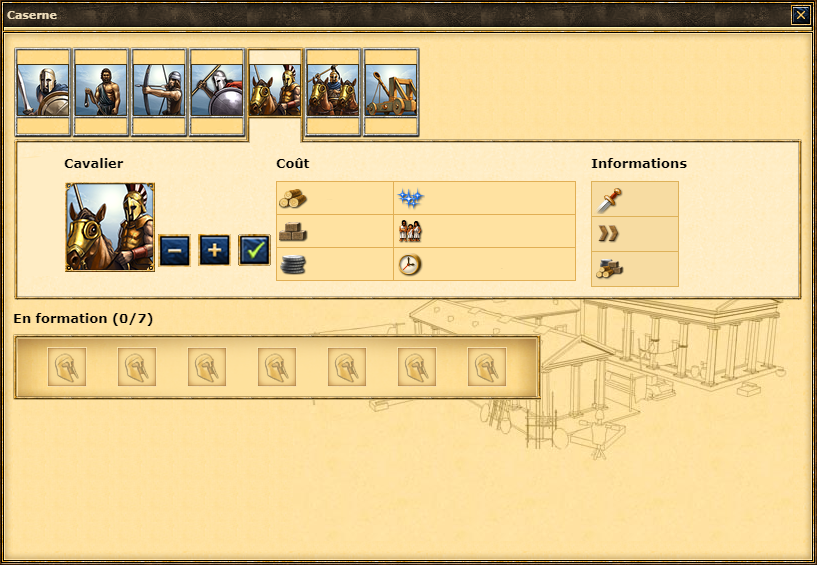 Caserne
Cavalier
Coût
Informations
En formation (0/7)